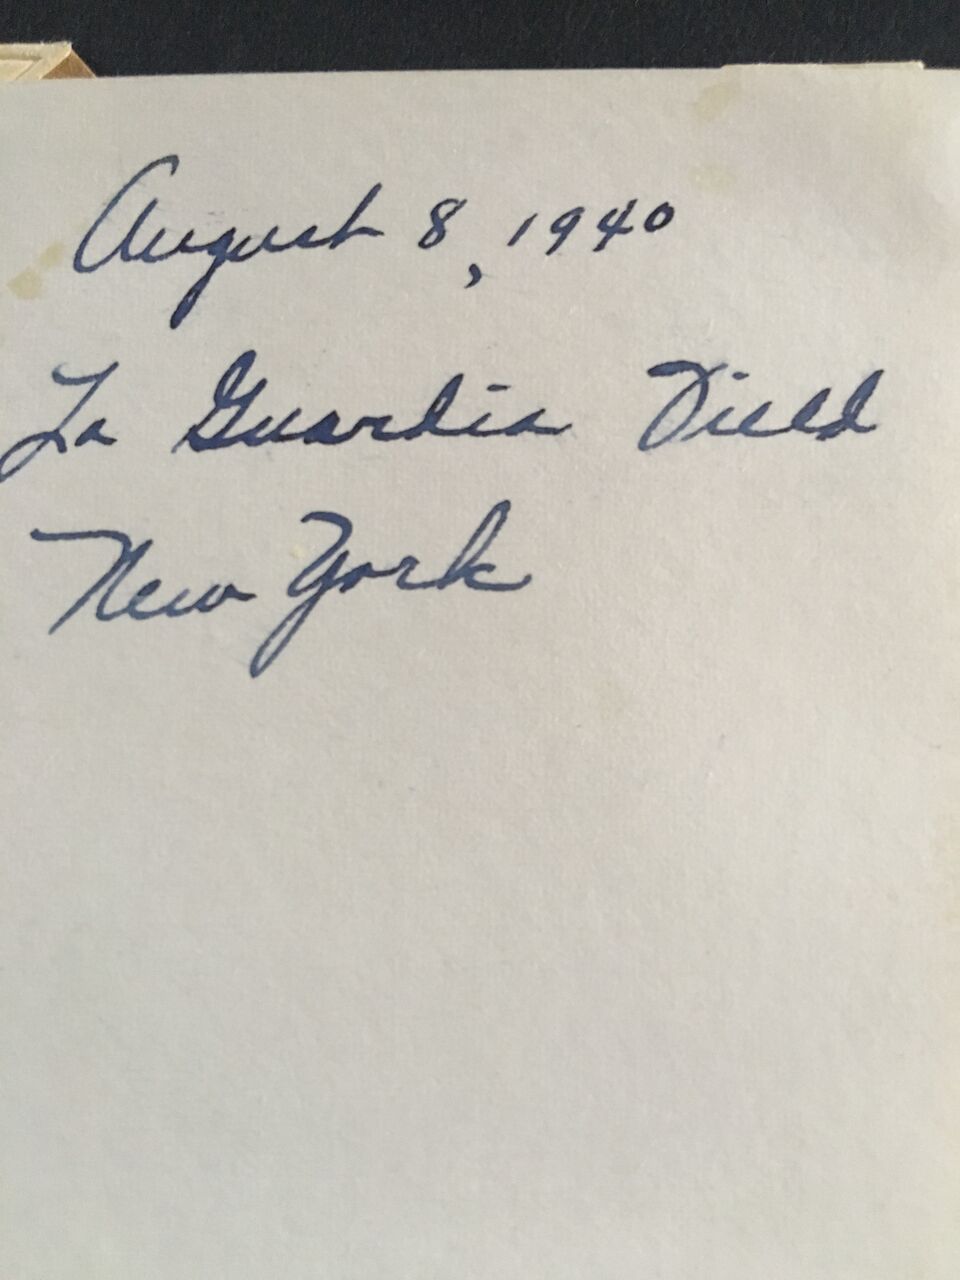 August 8, 1940
La Guardia Field
New York